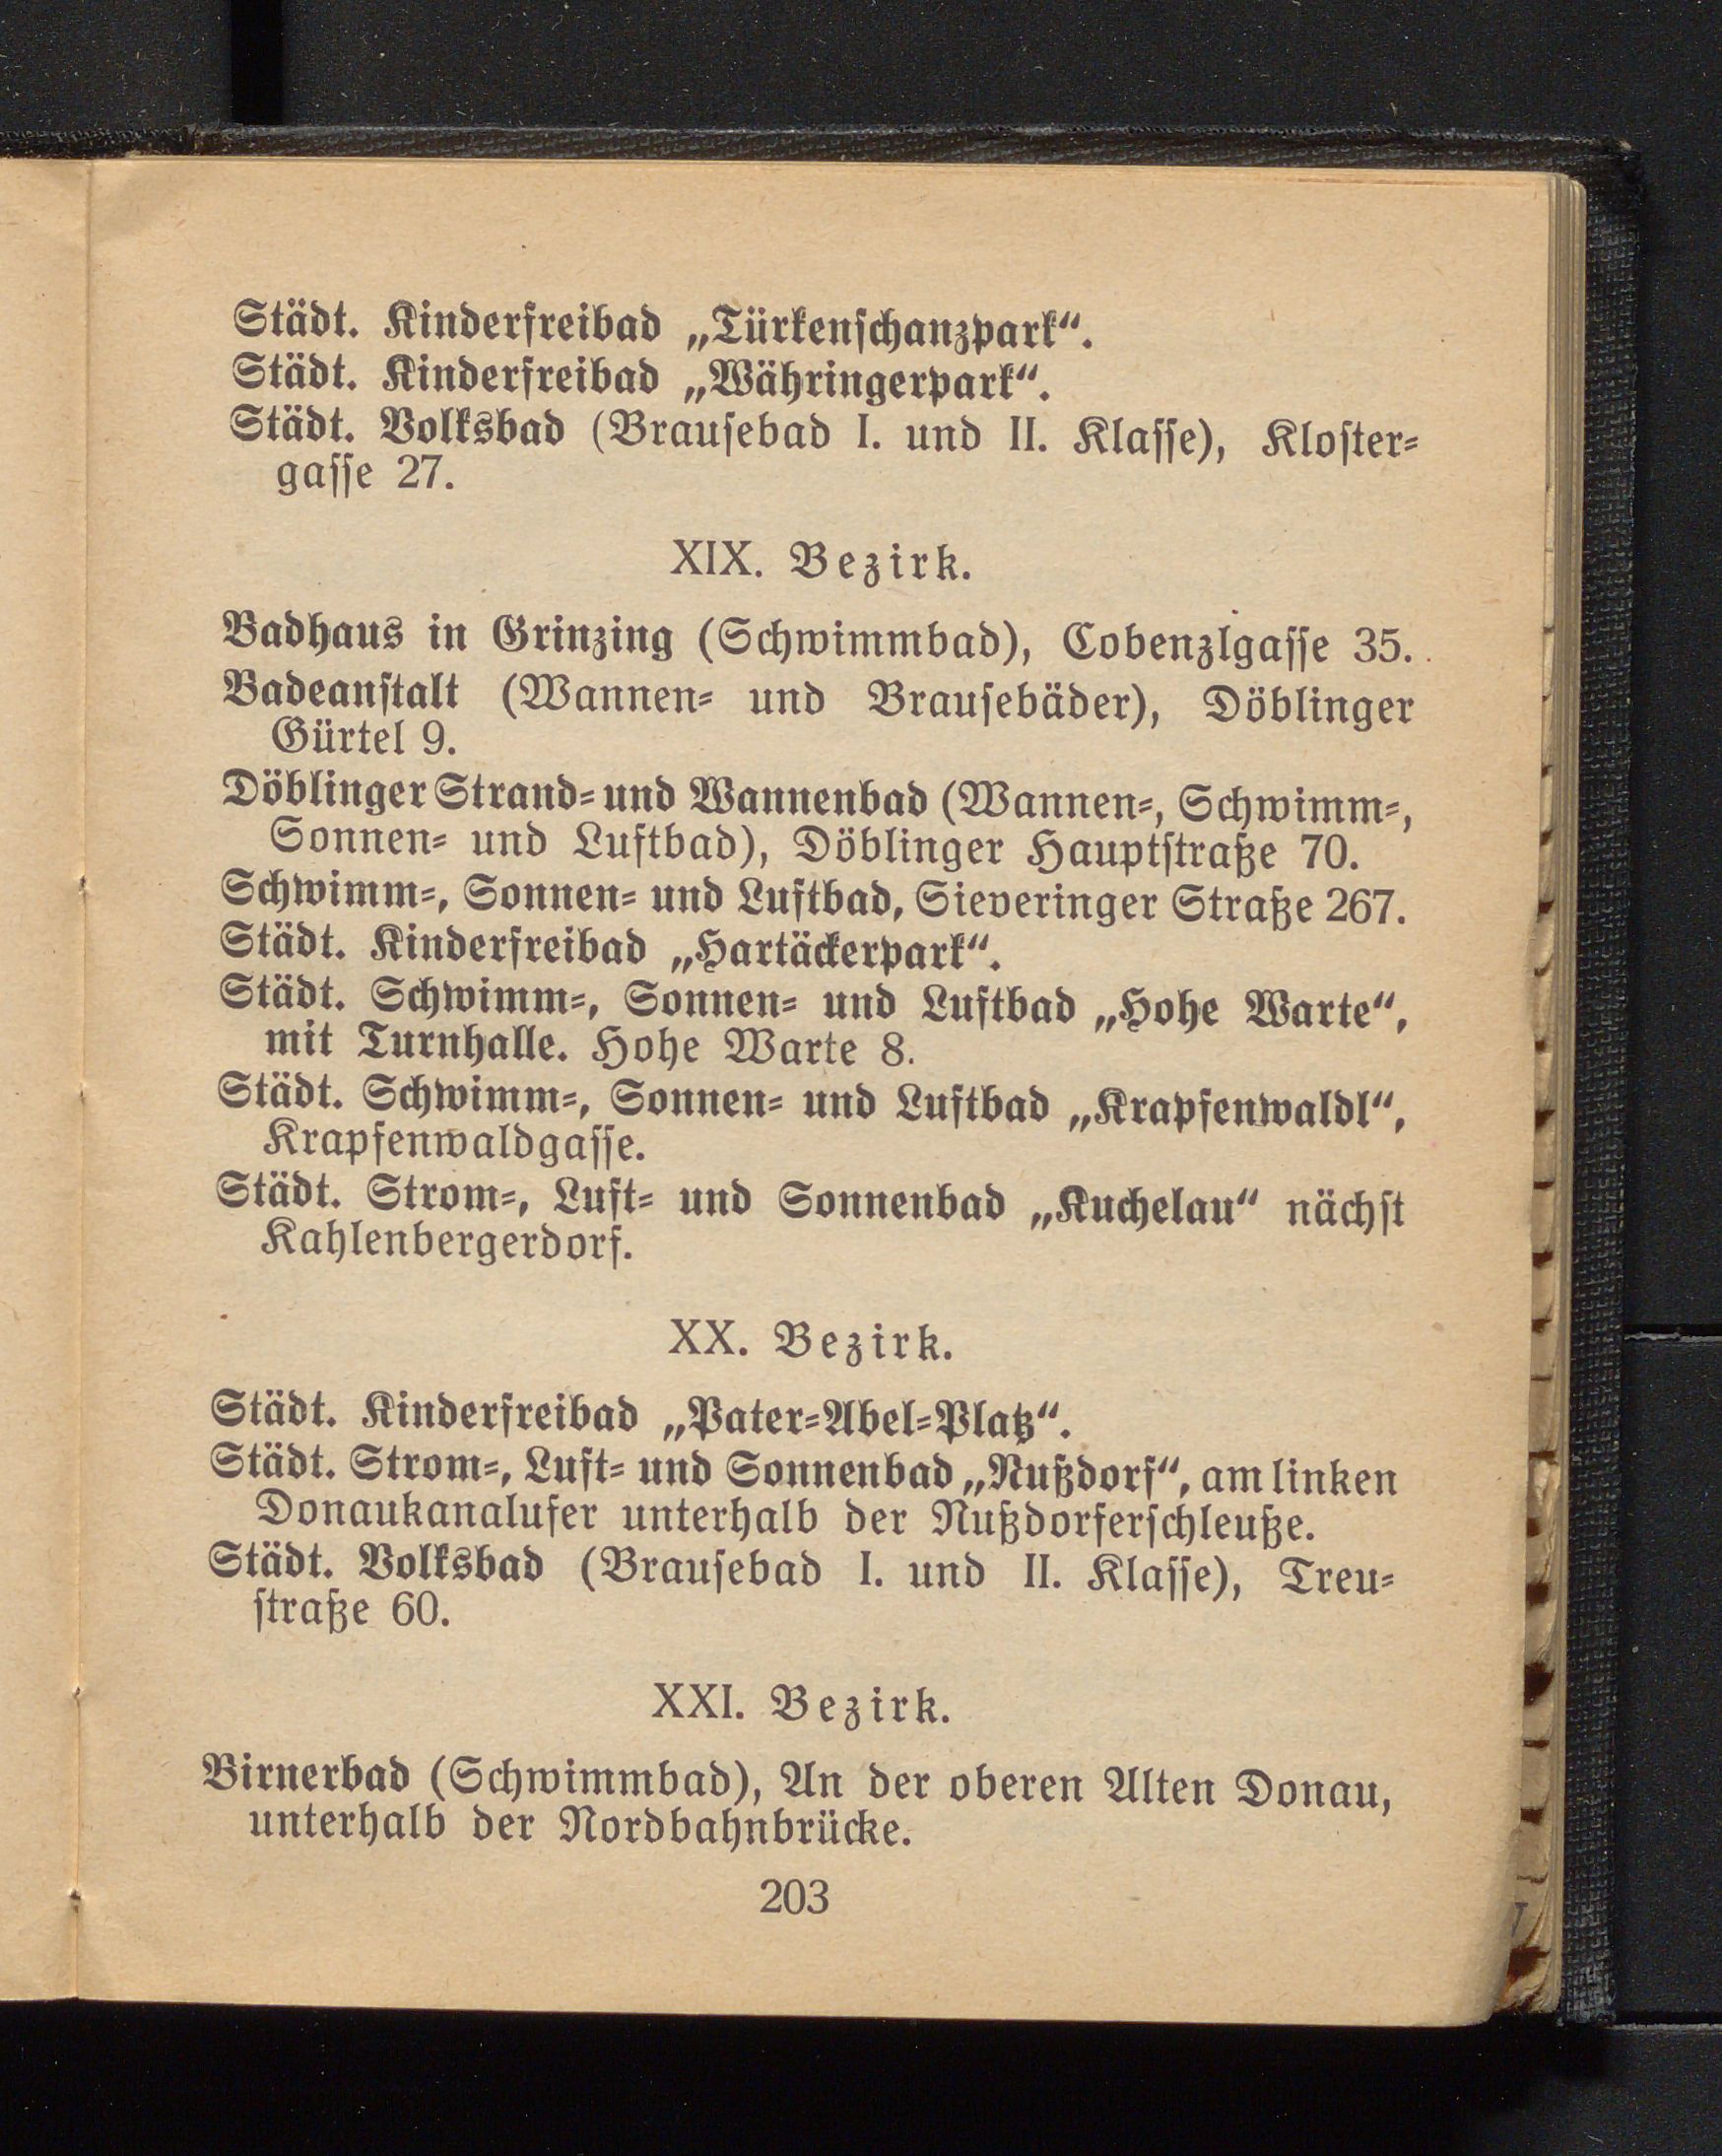 Städt. Kinderfreibad „Türkenschanzpark“.
Städt. Kinderfreibad „Währingerpark“.
Städt. Volksbad (Brausebad I. und II. Klasse), Kloster-
gasse 27.
XIX. Bezirk.
Badhaus in Grinzing (Schwimmbad), Cobenzlgasse 35.
Badeanstalt (Wannen- und Brausebäder), Döblinger
Gürtel 9.
Döblinger Strand- und Wannenbad (Wannen-, Schwimm-,
Sonnen- und Luftbad), Döblinger Hauptstraße 70.
Schwimm-, Sonnen- und Luftbad, Sieveringer Straße 267.
Städt. Kinderfreibad „Hartäckerpark“.
Städt. Schwimm-, Sonnen- und Luftbad „Hohe Warte“,
mit Turnhalle. Hohe Warte 8.
Städt. Schwimm-, Sonnen- und Luftbad „Krapfenwaldl“,
Krapfenwaldgasse.
Städt. Strom-, Luft- und Sonnenbad „Kuchelau“ nächst
Kahlenbergerdorf.
XX. Bezirk.
Städt. Kinderfreibad „Pater-Abel-Platz“.
Städt. Strom-, Luft- und Sonnenbad „Nußdorf“, am linken
Donaukanalufer unterhalb der Nußdorferschleuße.
Städt. Volksbad (Brausebad I. und II. Klasse), Treu-
straße 60.
XXI. Bezirk.
Birnerbad (Schwimmbad), An der oberen Alten Donau,
unterhalb der Nordbahnbrücke.
203